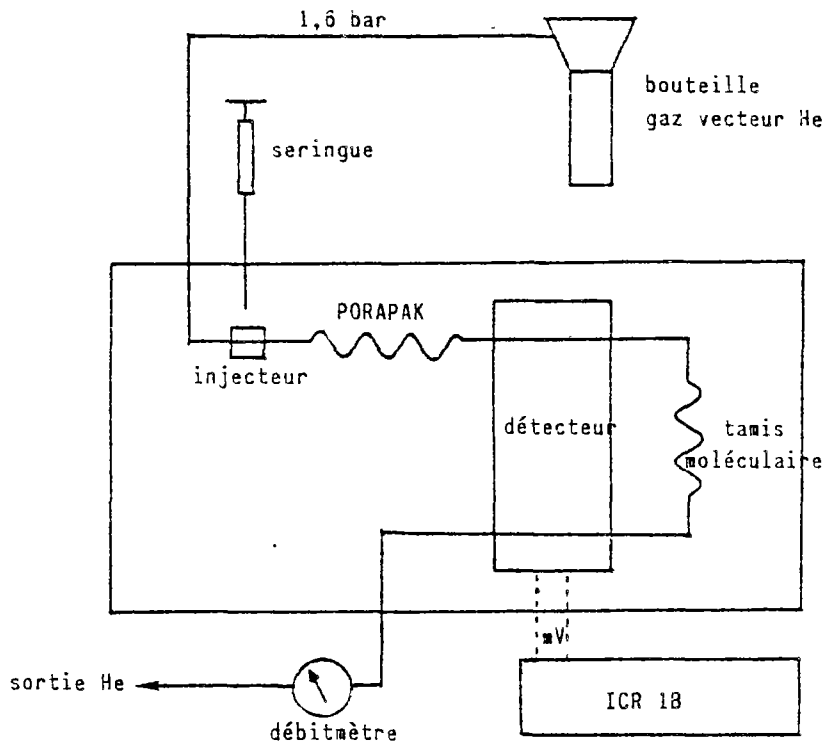 1,6 bar
bouteille
gaz vecteur He
seringue
PORAPAK
injecteur
détecteur
tamis
moléculaire
mV
sortie He
débitmètre
ICR 1B